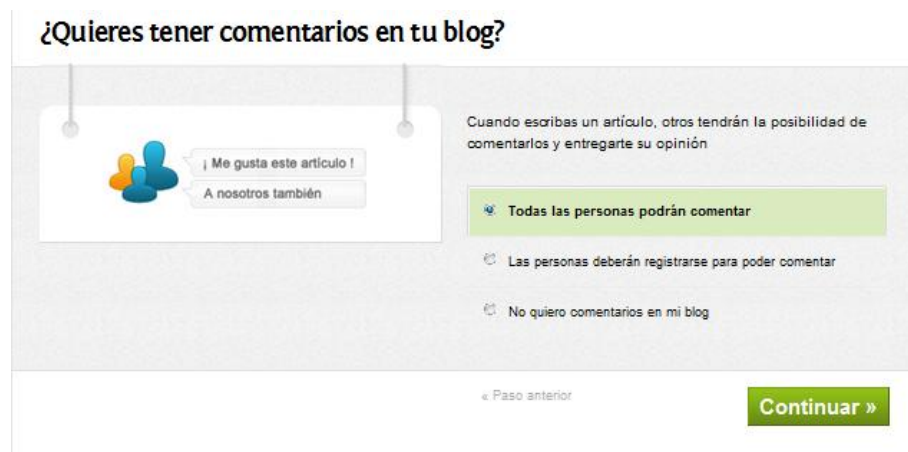 ¿Quieres tener comentarios en tu blog?
¡ Me gusta este artículo !
A nosotros también
Cuando escribas un artículo, otros tendrán la posibilidad de
comentarlos y entregarte su opinión
Todas las personas podrán comentar
Las personas deberán registrarse para poder comentar
No quiero comentarios en mi blog
« Paso anterior
Continuar »